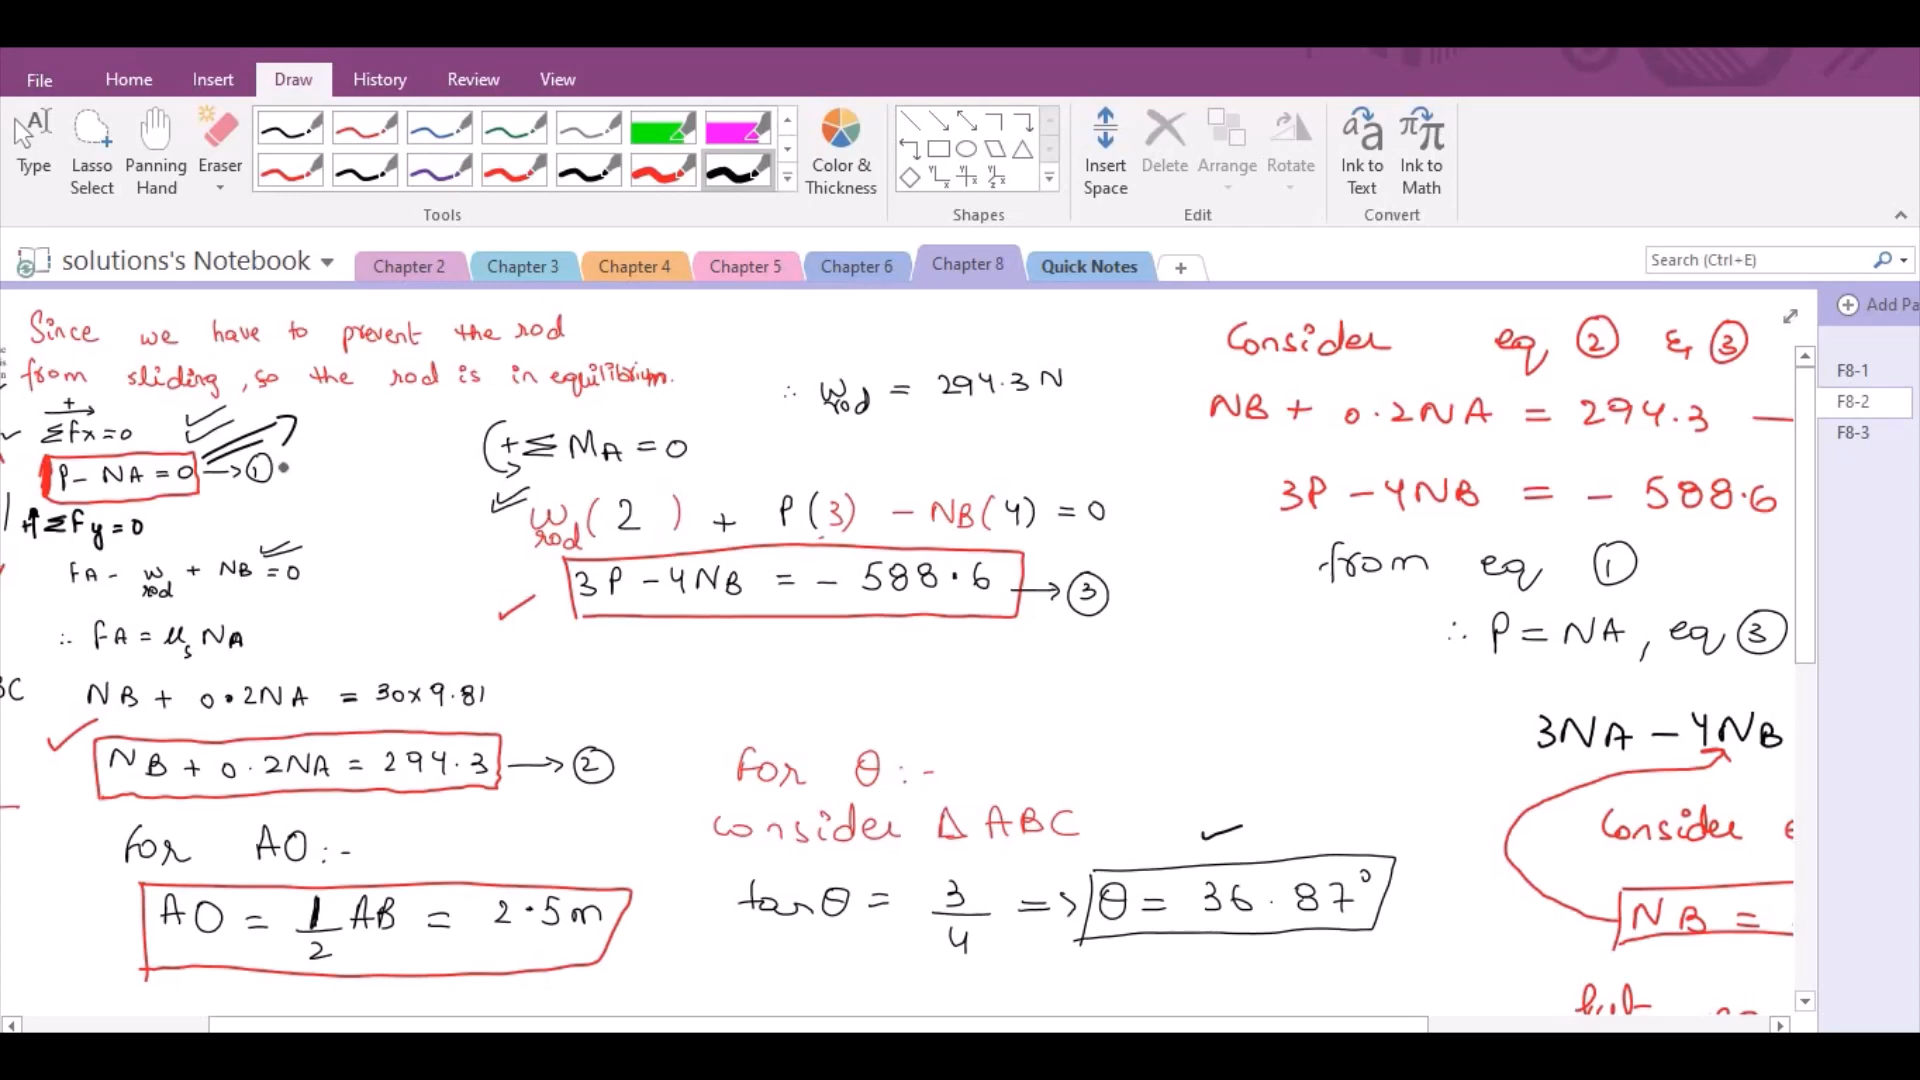 File Home Insert Draw History Review View
Type
Lasso Select
Panning Hand
Eraser
Color & Thickness
Insert Space
Delete
Arrange
Rotate
Ink to Text
Ink to Math
Tools
Shapes
Edit
Convert
solutions's Notebook
Chapter 2
Chapter 3
Chapter 4
Chapter 5
Chapter 6
Chapter 8
Quick Notes
+
Search (Ctrl+E)
Add Pa
F8-1
F8-2
F8-3
Since we have to prevent the rod
from sliding, so the rod is in equilibrium.
+
Σfx=0
P - NA = 0 → ①
+↑ Σfy=0
FA - W rod + NB = 0
∴ FA = μs NA
BC
NB + 0.2NA = 30×9.81
NB + 0.2NA = 294.3 → ②
For AO:-
AO = 1/2 AB = 2.5m
∴ W rod = 294.3 N
(+ Σ MA = 0
W rod (2) + P(3) - NB(4) = 0
3P - 4NB = - 588.6 → ③
For θ:-
consider Δ ABC
tanθ = 3/4 => θ = 36.87°
Consider eq ② & ③
NB + 0.2NA = 294.3 —
3P - 4NB = - 588.6
from eq ①
∴ P = NA, eq ③
3NA - 4NB
Consider e
NB =